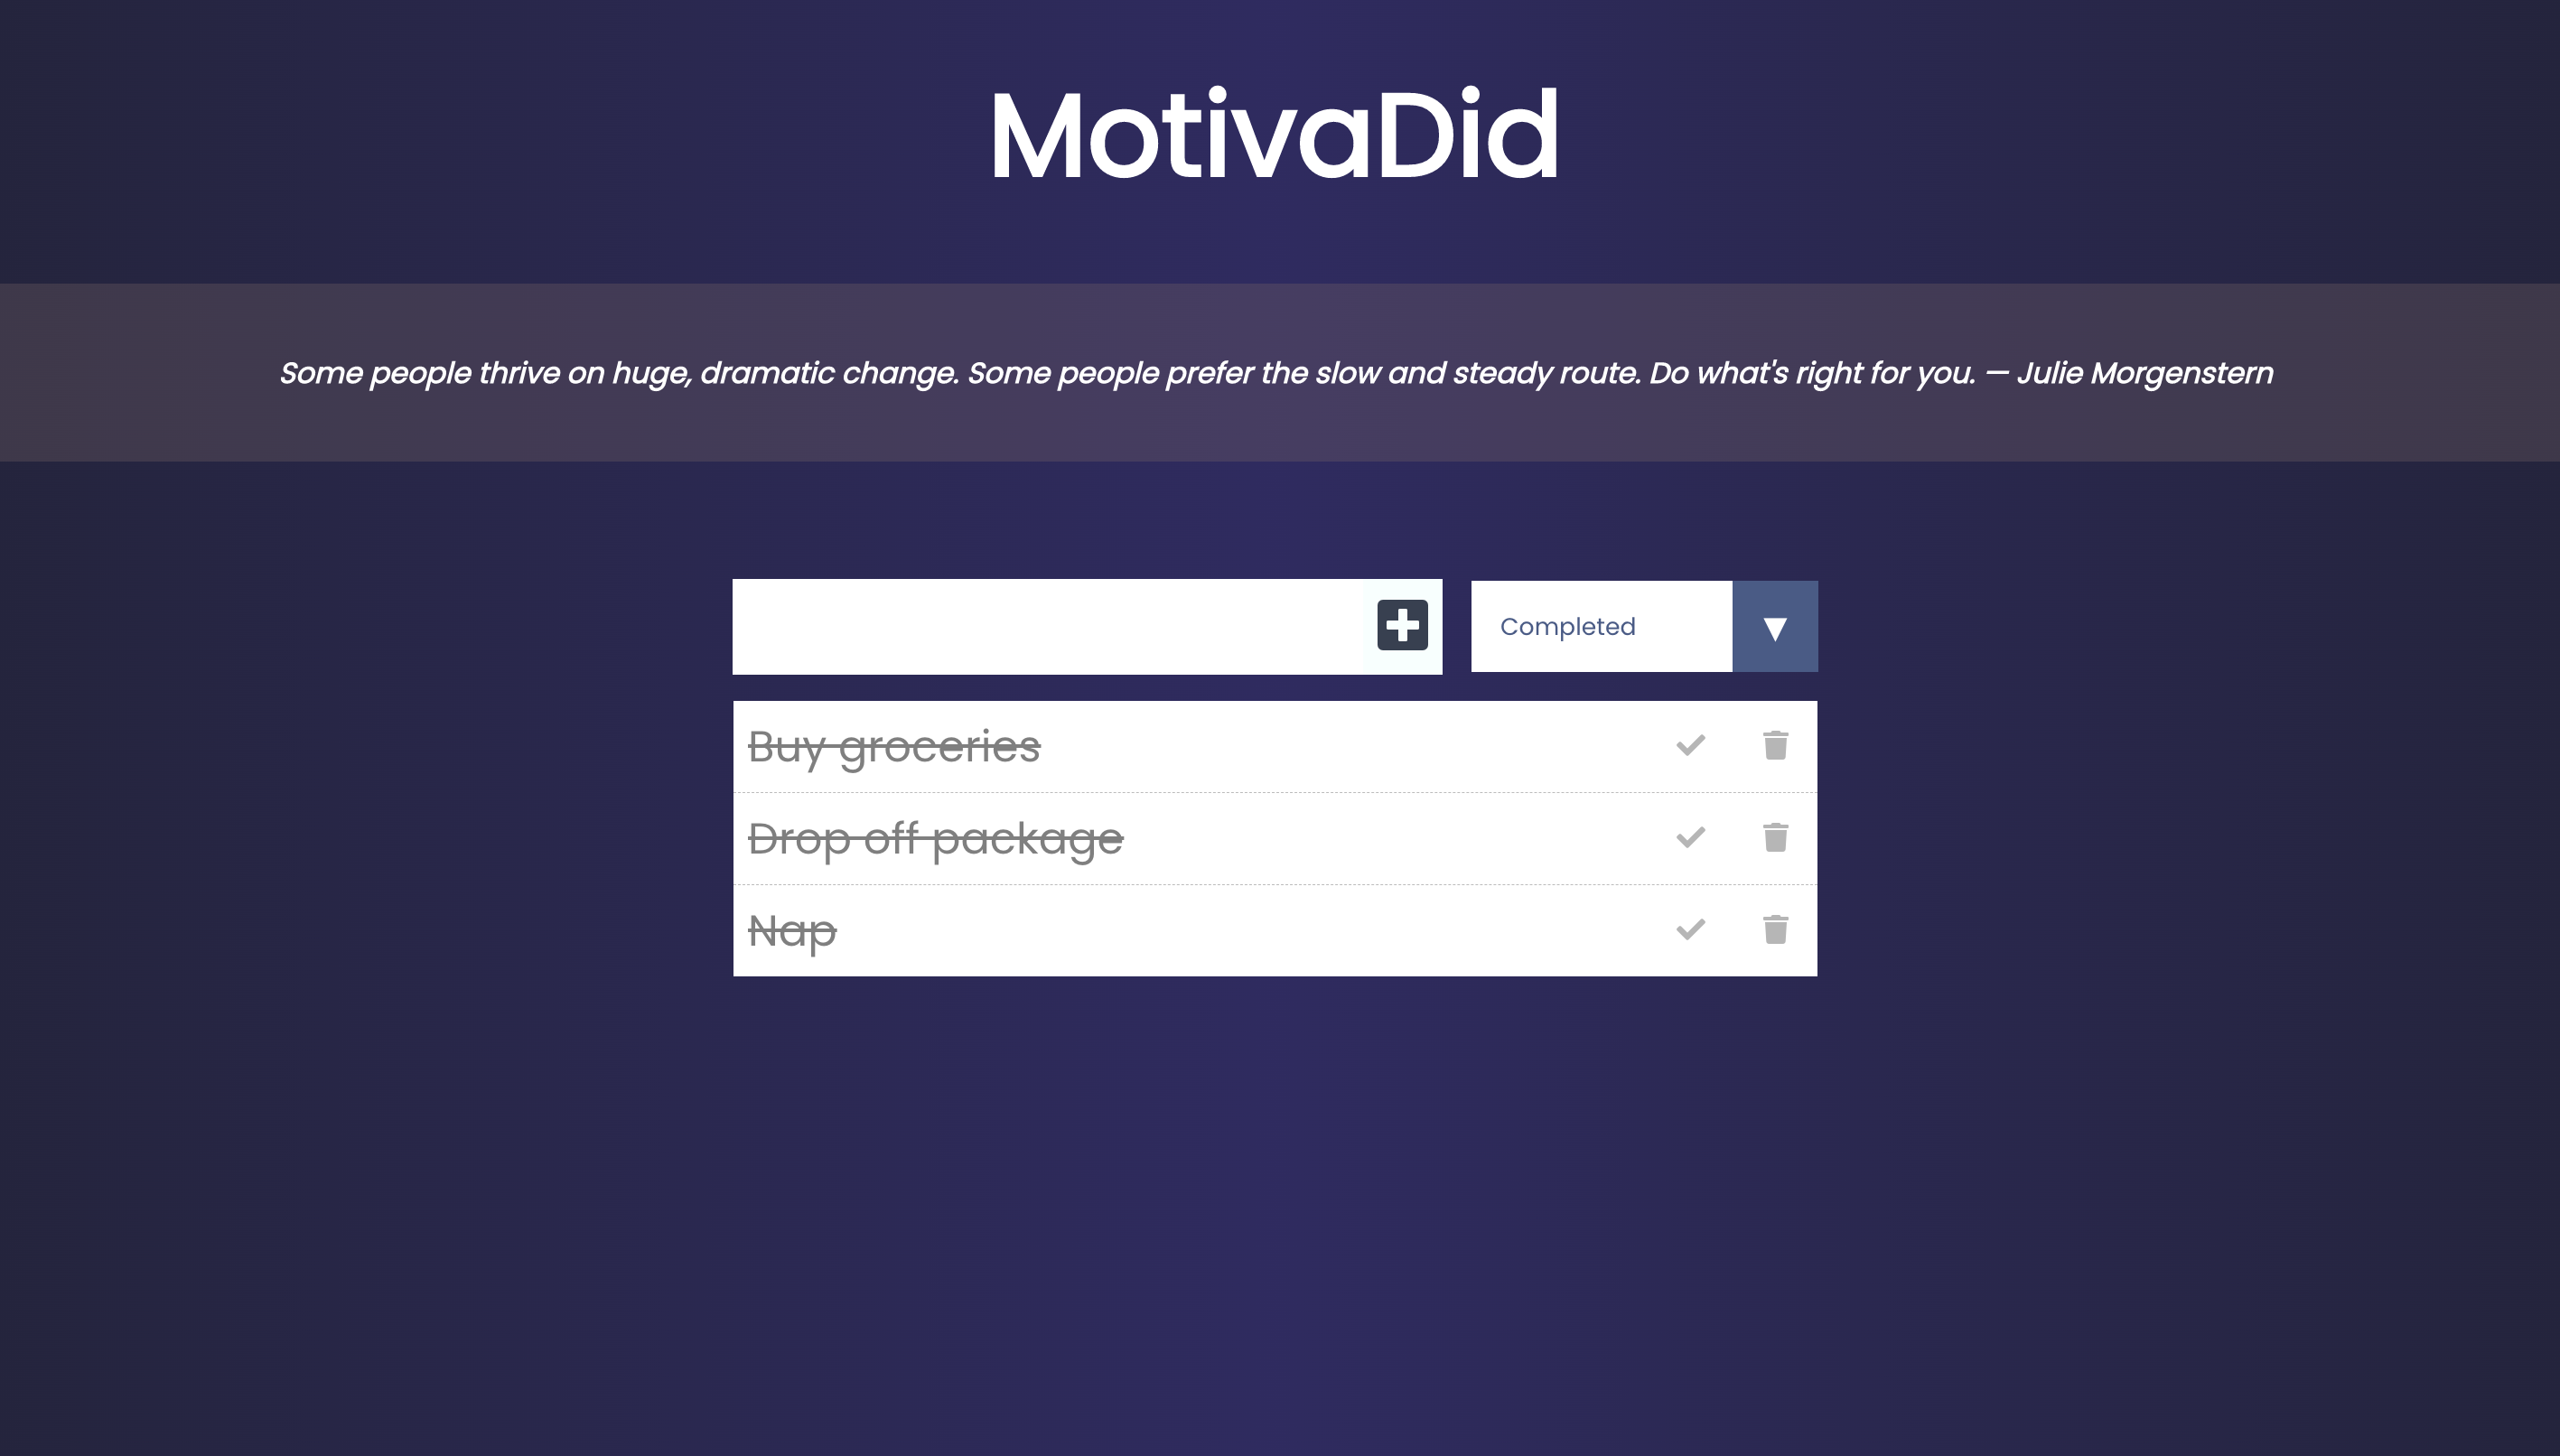 MotivaDid
Some people thrive on huge, dramatic change. Some people prefer the slow and steady route. Do what's right for you. — Julie Morgenstern
Completed
Buy groceries
Drop off package
Nap